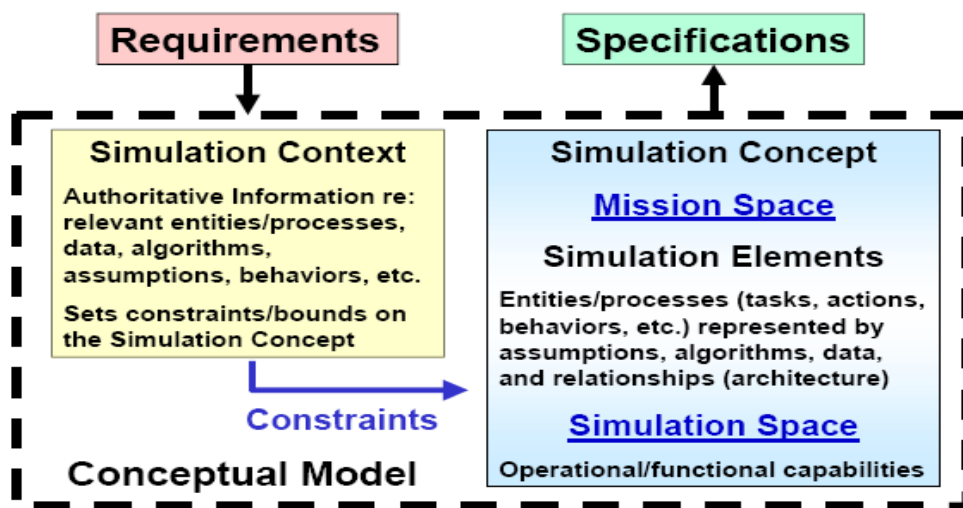 Requirements
Specifications
Simulation Context
Authoritative Information re:
relevant entities/processes,
data, algorithms,
assumptions, behaviors, etc.
Sets constraints/bounds on
the Simulation Concept
Constraints
Conceptual Model
Simulation Concept
Mission Space
Simulation Elements
Entities/processes (tasks, actions,
behaviors, etc.) represented by
assumptions, algorithms, data,
and relationships (architecture)
Simulation Space
Operational/functional capabilities